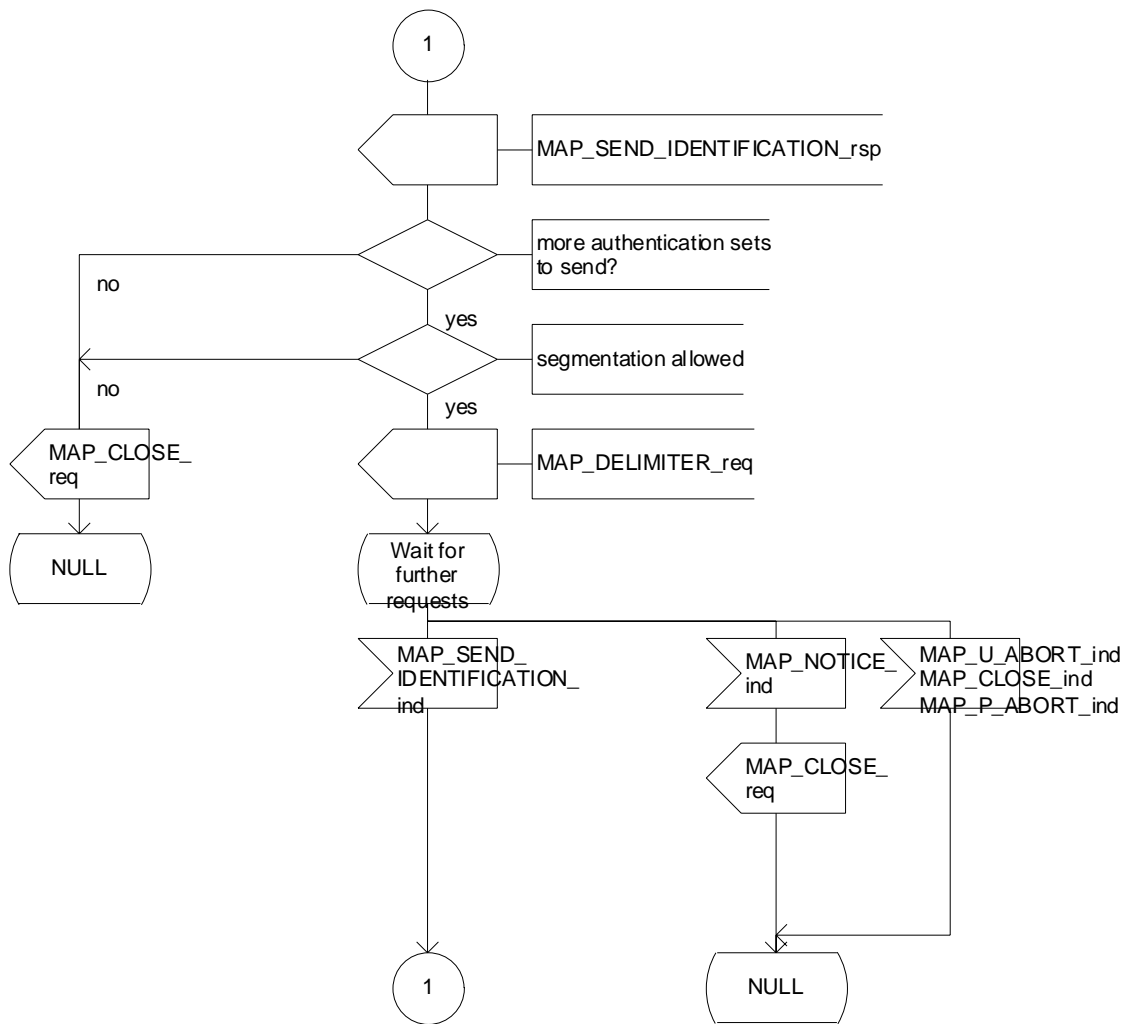 1
MAP_SEND_IDENTIFICATION_rsp
more authentication sets
to send?
no
yes
segmentation allowed
no
yes
MAP_CLOSE_
req
MAP_DELIMITER_req
NULL
Wait for
further
requests
MAP_SEND_
IDENTIFICATION_
ind
MAP_NOTICE_
ind
MAP_U_ABORT_ind
MAP_CLOSE_ind
MAP_P_ABORT_ind
MAP_CLOSE_
req
1
NULL